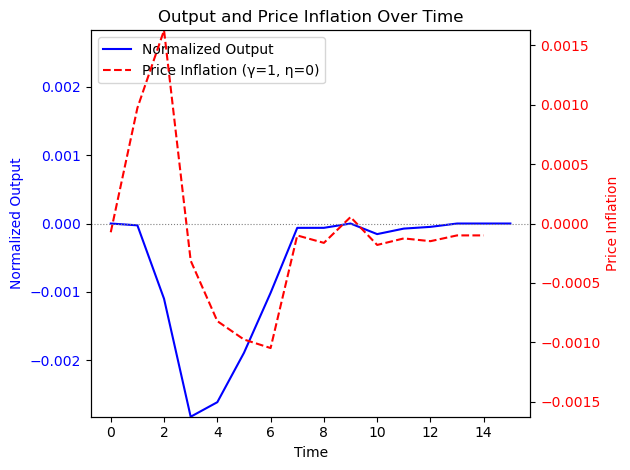 Output and Price Inflation Over Time
Normalized Output
Price Inflation (γ=1, η=0)
0.002
0.001
0.000
−0.001
−0.002
Normalized Output
0.0015
0.0010
0.0005
0.0000
−0.0005
−0.0010
−0.0015
Price Inflation
0 2 4 6 8 10 12 14
Time